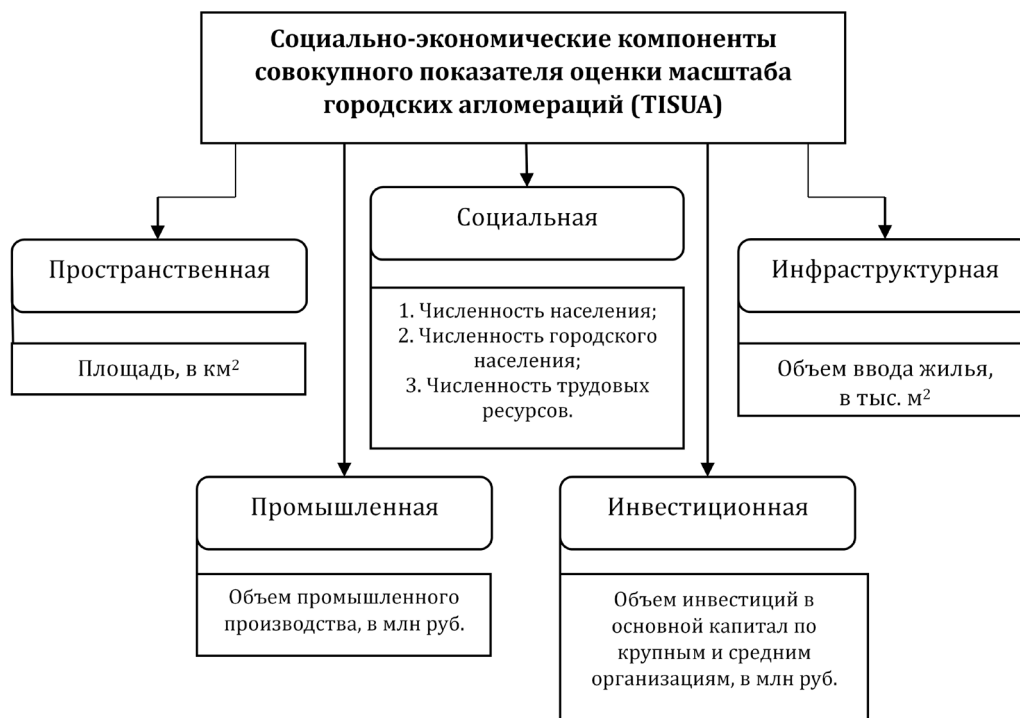 Социально-экономические компоненты
совокупного показателя оценки масштаба
городских агломераций (TISUA)
Социальная
1. Численность населения;
2. Численность городского
населения;
3. Численность трудовых
ресурсов.
Пространственная
Площадь, в км²
Инфраструктурная
Объем ввода жилья,
в тыс. м²
Промышленная
Объем промышленного
производства, в млн руб.
Инвестиционная
Объем инвестиций в
основной капитал по
крупным и средним
организациям, в млн руб.